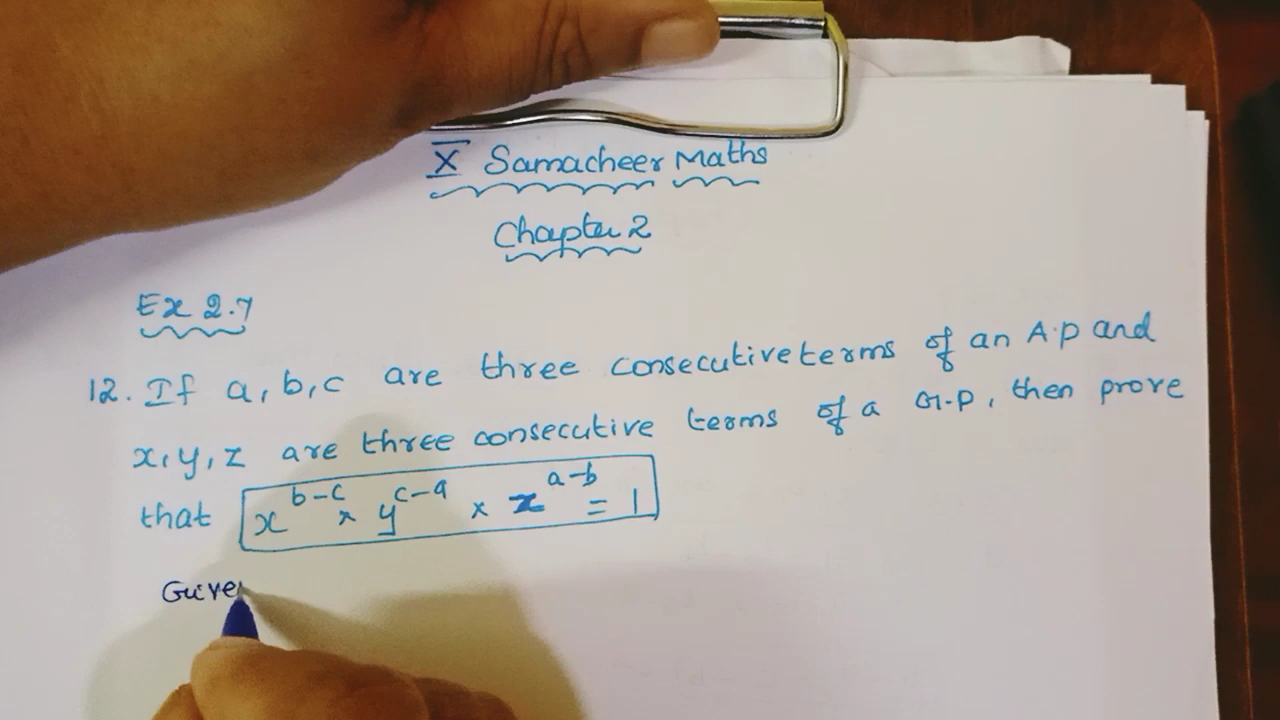 X Samacheer Maths
Chapter 2
Ex 2.7
12. If a, b, c are three consecutive terms of an A.P and
x, y, z are three consecutive terms of a G.P, then prove
that x^{b-c} × y^{c-a} × z^{a-b} = 1
Give